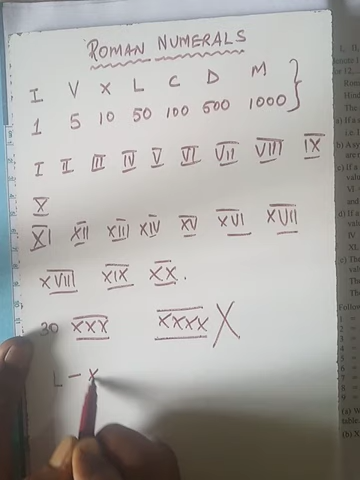 ROMAN NUMERALS
I V X L C D M
1 5 10 50 100 500 1000
I II III IV V VI VII VIII IX
X
XI XII XIII XIV XV XVI XVII
XVIII XIX XX.
30 XXX XXXX X
L - X